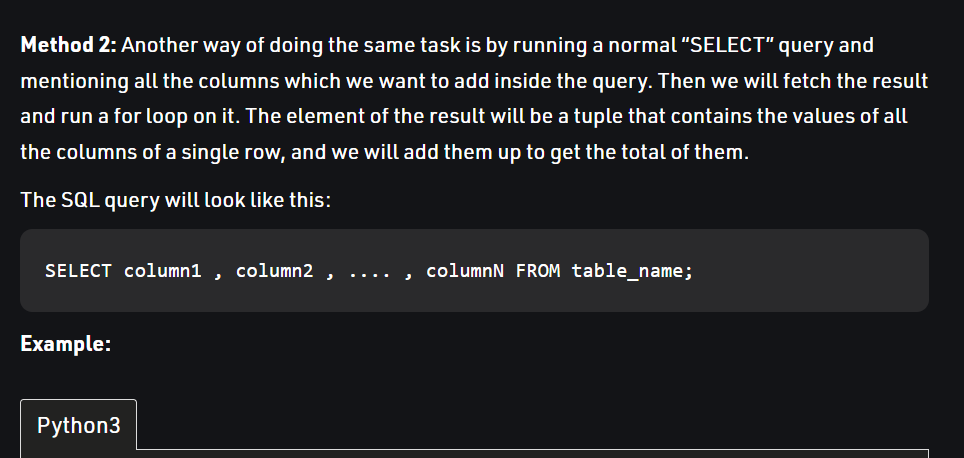 Method 2: Another way of doing the same task is by running a normal “SELECT” query and
mentioning all the columns which we want to add inside the query. Then we will fetch the result
and run a for loop on it. The element of the result will be a tuple that contains the values of all
the columns of a single row, and we will add them up to get the total of them.
The SQL query will look like this:
SELECT column1 , column2 , .... , columnN FROM table_name;
Example:
Python3